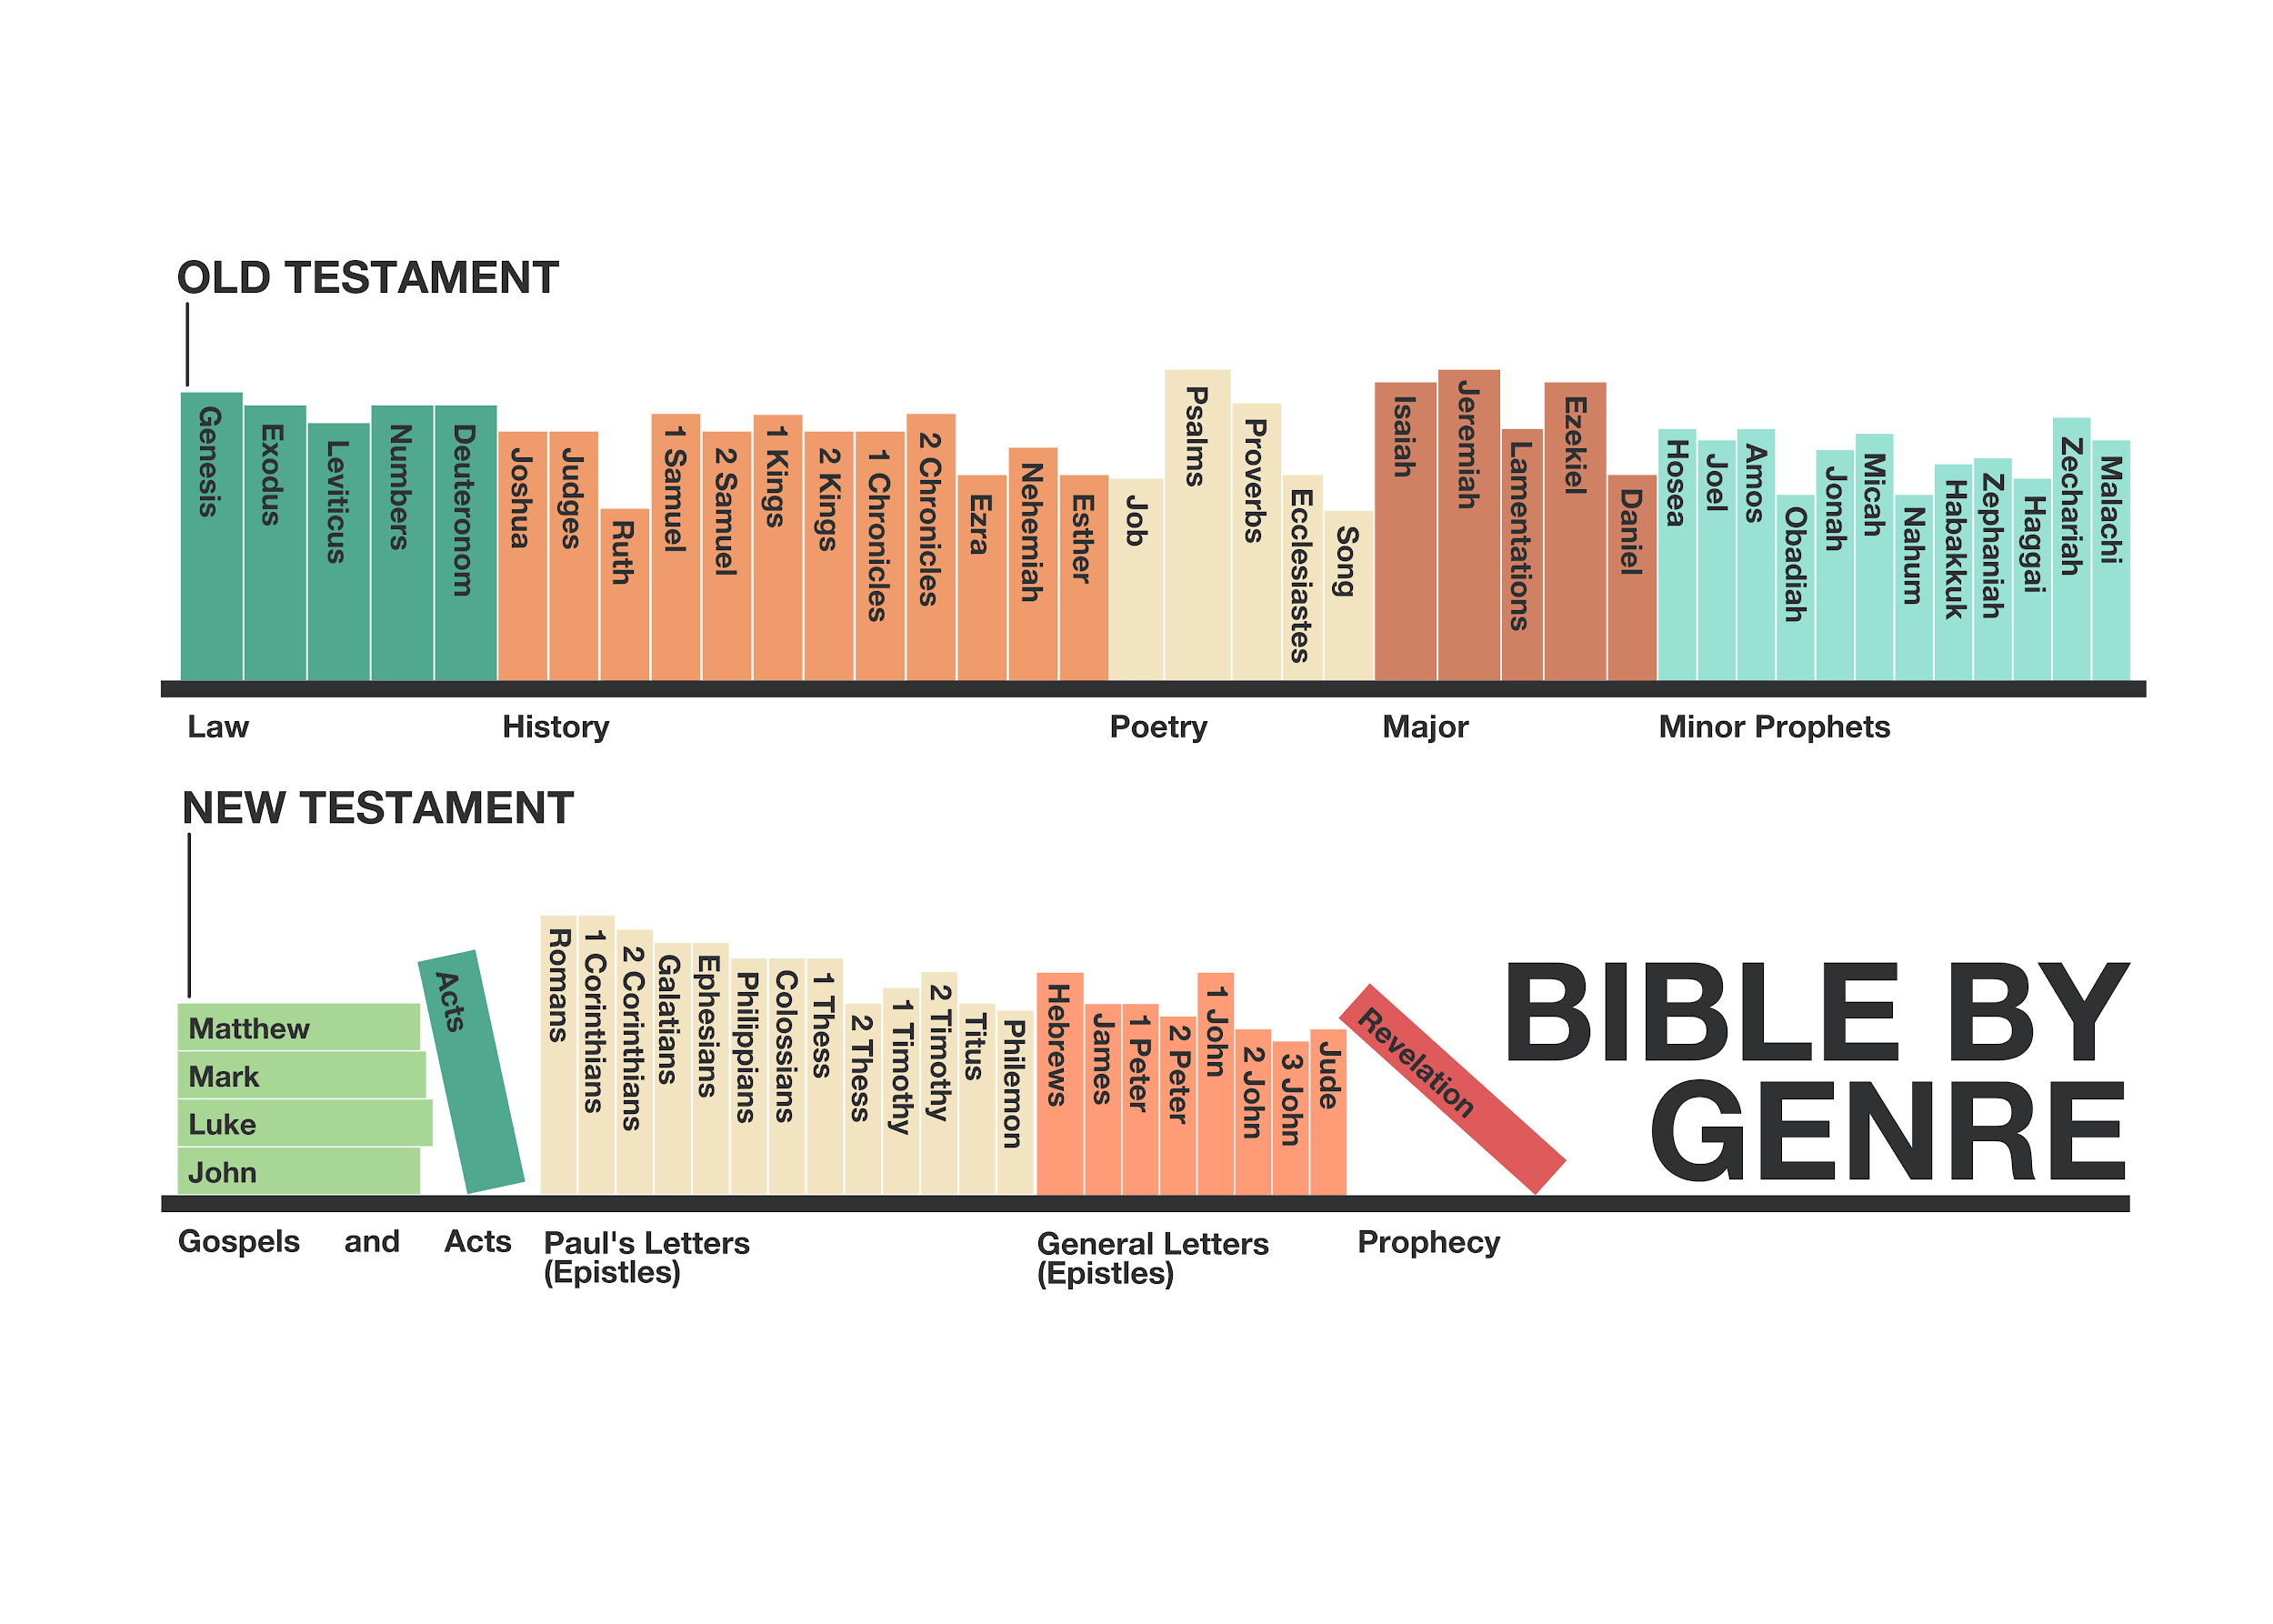 OLD TESTAMENT
Genesis
Exodus
Leviticus
Numbers
Deuteronom
Joshua
Judges
Ruth
1 Samuel
2 Samuel
1 Kings
2 Kings
1 Chronicles
2 Chronicles
Ezra
Nehemiah
Esther
Job
Psalms
Proverbs
Ecclesiastes
Song
Isaiah
Jeremiah
Lamentations
Ezekiel
Daniel
Hosea
Joel
Amos
Obadiah
Jonah
Micah
Nahum
Habakkuk
Zephaniah
Haggai
Zechariah
Malachi
Law
History
Poetry
Major
Minor Prophets
NEW TESTAMENT
Matthew
Mark
Luke
John
Acts
Romans
1 Corinthians
2 Corinthians
Galatians
Ephesians
Philippians
Colossians
1 Thess
2 Thess
1 Timothy
2 Timothy
Titus
Philemon
Hebrews
James
1 Peter
2 Peter
1 John
2 John
3 John
Jude
Revelation
BIBLE BY
GENRE
Gospels and Acts
Paul's Letters
(Epistles)
General Letters
(Epistles)
Prophecy